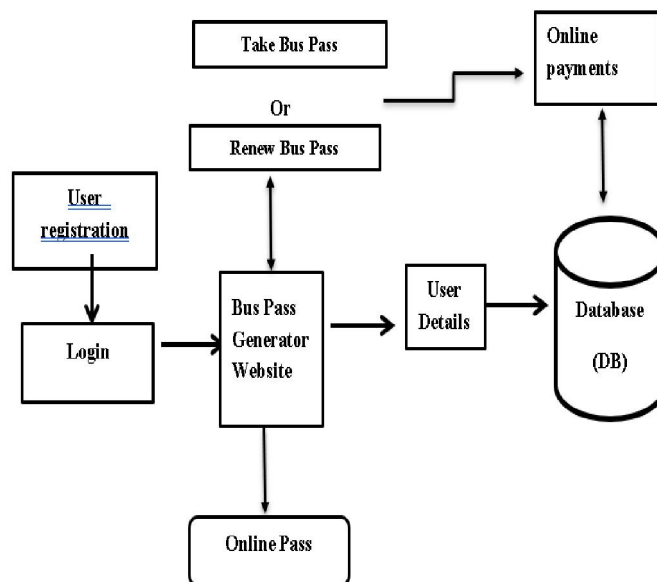 Take Bus Pass
Online
payments
Or
Renew Bus Pass
User
registration
Bus Pass
Generator
Website
User
Details
Database
(DB)
Login
Online Pass